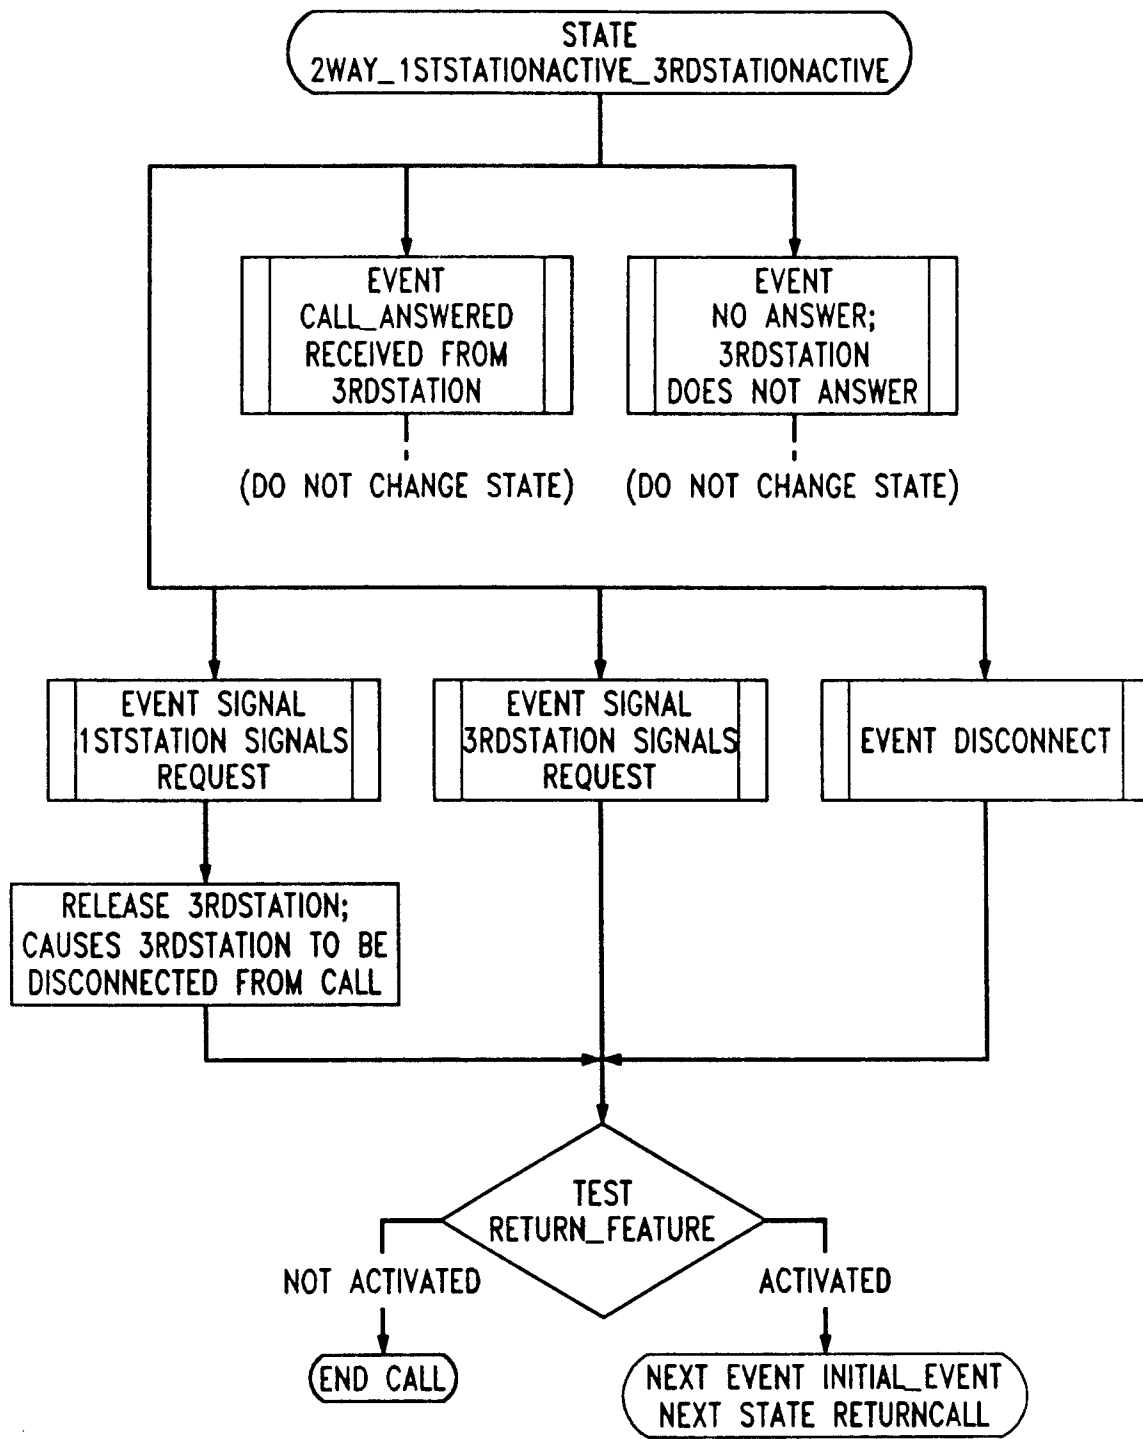 STATE
2WAY_1STSTATIONACTIVE_3RDSTATIONACTIVE
EVENT
CALL_ANSWERED
RECEIVED FROM
3RDSTATION
EVENT
NO ANSWER;
3RDSTATION
DOES NOT ANSWER
(DO NOT CHANGE STATE)
(DO NOT CHANGE STATE)
EVENT SIGNAL
1STSTATION SIGNALS
REQUEST
EVENT SIGNAL
3RDSTATION SIGNALS
REQUEST
EVENT DISCONNECT
RELEASE 3RDSTATION;
CAUSES 3RDSTATION TO BE
DISCONNECTED FROM CALL
TEST
RETURN_FEATURE
NOT ACTIVATED
ACTIVATED
END CALL
NEXT EVENT INITIAL_EVENT
NEXT STATE RETURNCALL